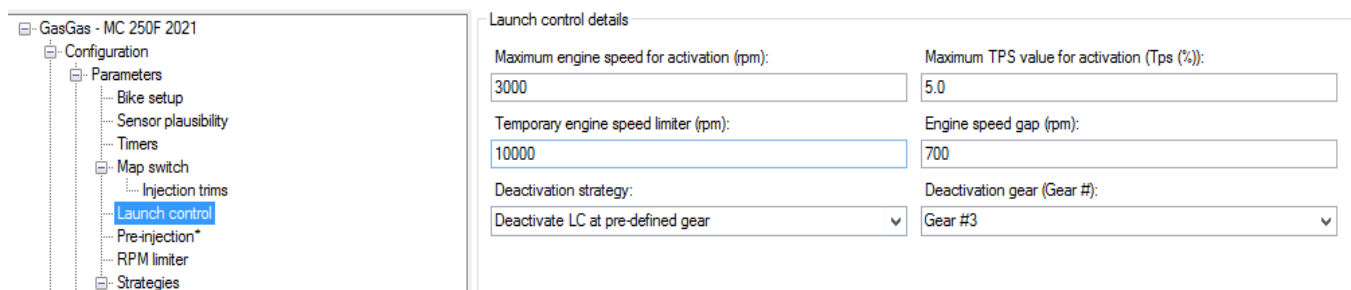 GasGas - MC 250F 2021
Configuration
Parameters
Bike setup
Sensor plausibility
Timers
Map switch
Injection trims
Launch control
Pre-injection*
RPM limiter
Strategies
Launch control details
Maximum engine speed for activation (rpm):
Maximum TPS value for activation (Tps (%)):
3000
5.0
Temporary engine speed limiter (rpm):
Engine speed gap (rpm):
10000
700
Deactivation strategy:
Deactivation gear (Gear #):
Deactivate LC at pre-defined gear
Gear #3